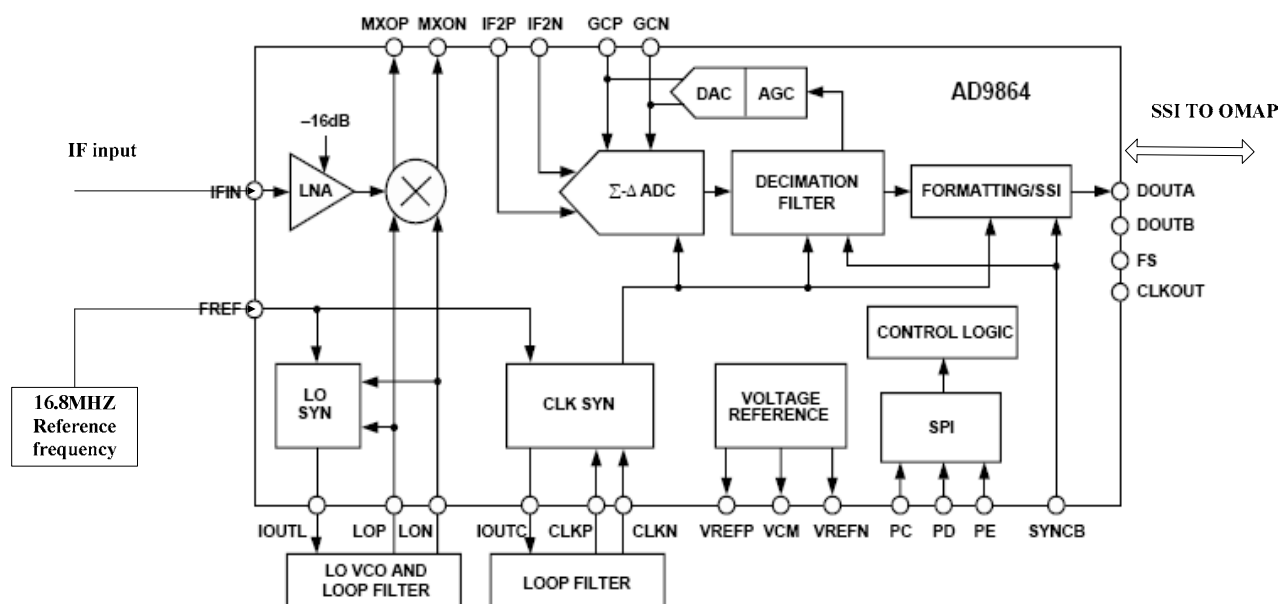 MXOP MXON IF2P IF2N GCP GCN
DAC AGC
AD9864
SSI TO OMAP
–16dB
IF input
IFIN
LNA
Σ-Δ ADC
DECIMATION
FILTER
FORMATTING/SSI
DOUTA
DOUTB
FS
CLKOUT
FREF
CONTROL LOGIC
16.8MHZ
Reference
frequency
LO
SYN
CLK SYN
VOLTAGE
REFERENCE
SPI
IOUTL LOP LON IOUTC CLKP CLKN VREFP VCM VREFN PC PD PE SYNCB
LO VCO AND
LOOP FILTER
LOOP FILTER